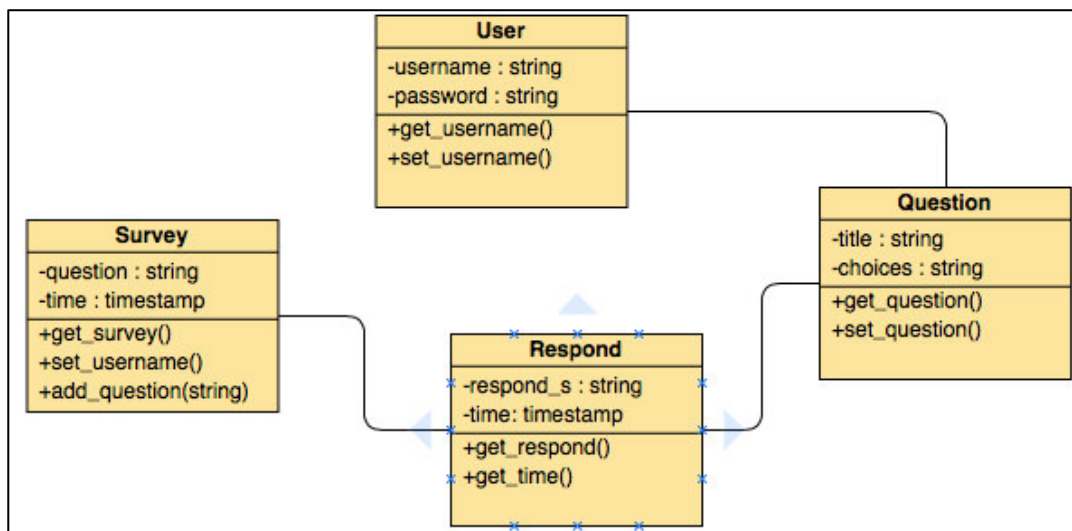 User
-username : string
-password : string
+get_username()
+set_username()
Survey
-question : string
-time : timestamp
+get_survey()
+set_username()
+add_question(string)
Respond
-respond_s : string
-time: timestamp
+get_respond()
+get_time()
Question
-title : string
-choices : string
+get_question()
+set_question()